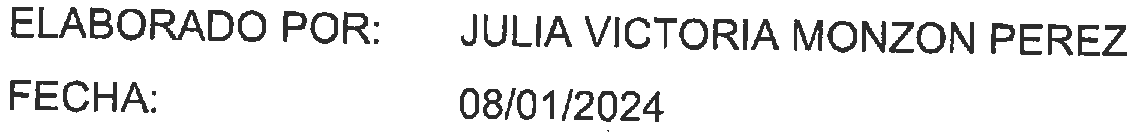 ELABORADO POR: JULIA VICTORIA MONZON PEREZ
FECHA: 08/01/2024